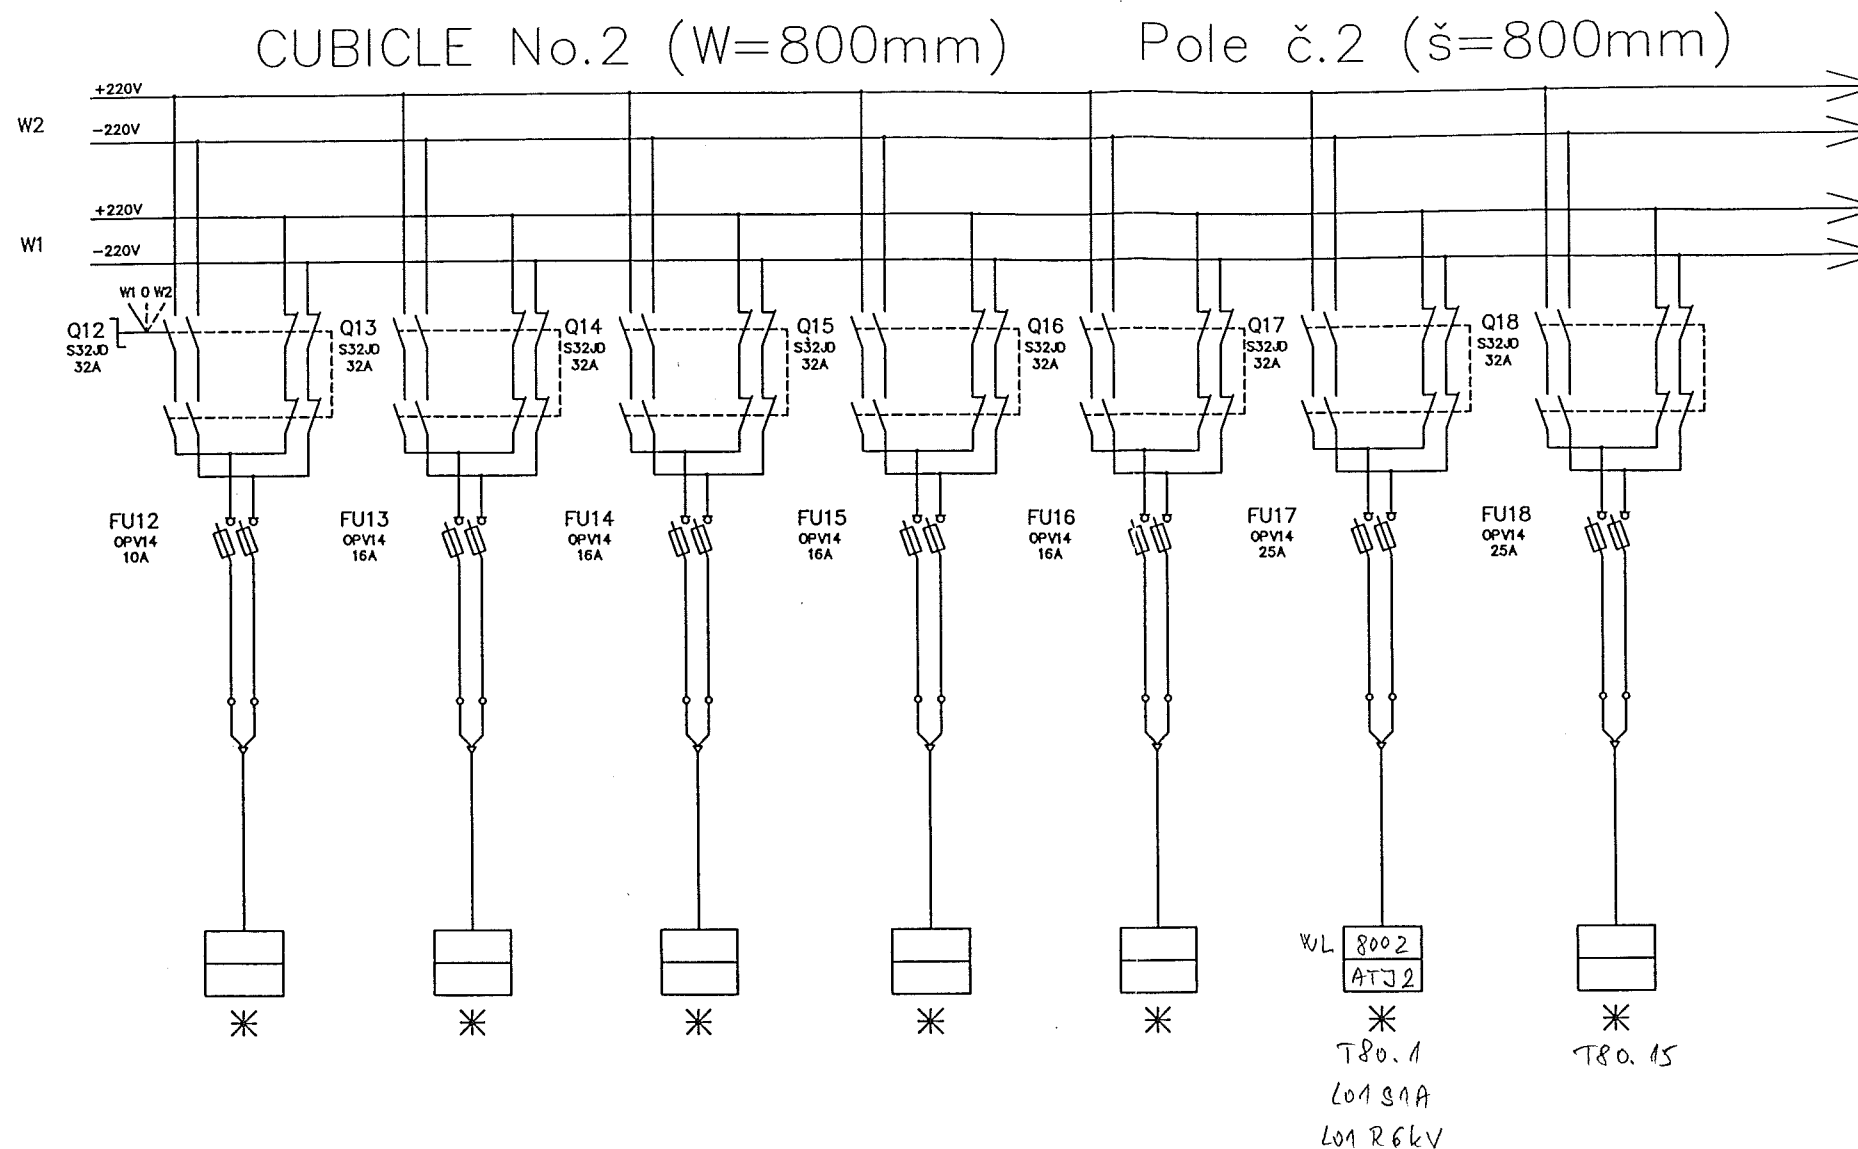 CUBICLE No.2 (W=800mm) Pole č.2 (š=800mm)
+220V
W2
-220V
+220V
W1
-220V
W1 0 W2
Q12
S32JD
32A
Q13
S32JD
32A
Q14
S32JD
32A
Q15
S32JD
32A
Q16
S32JD
32A
Q17
S32JD
32A
Q18
S32JD
32A
FU12
OPV14
10A
FU13
OPV14
16A
FU14
OPV14
16A
FU15
OPV14
16A
FU16
OPV14
16A
FU17
OPV14
25A
FU18
OPV14
25A
WL 8002
ATJ2
T80.1
L01 S1A
L01 R6kV
T80.15